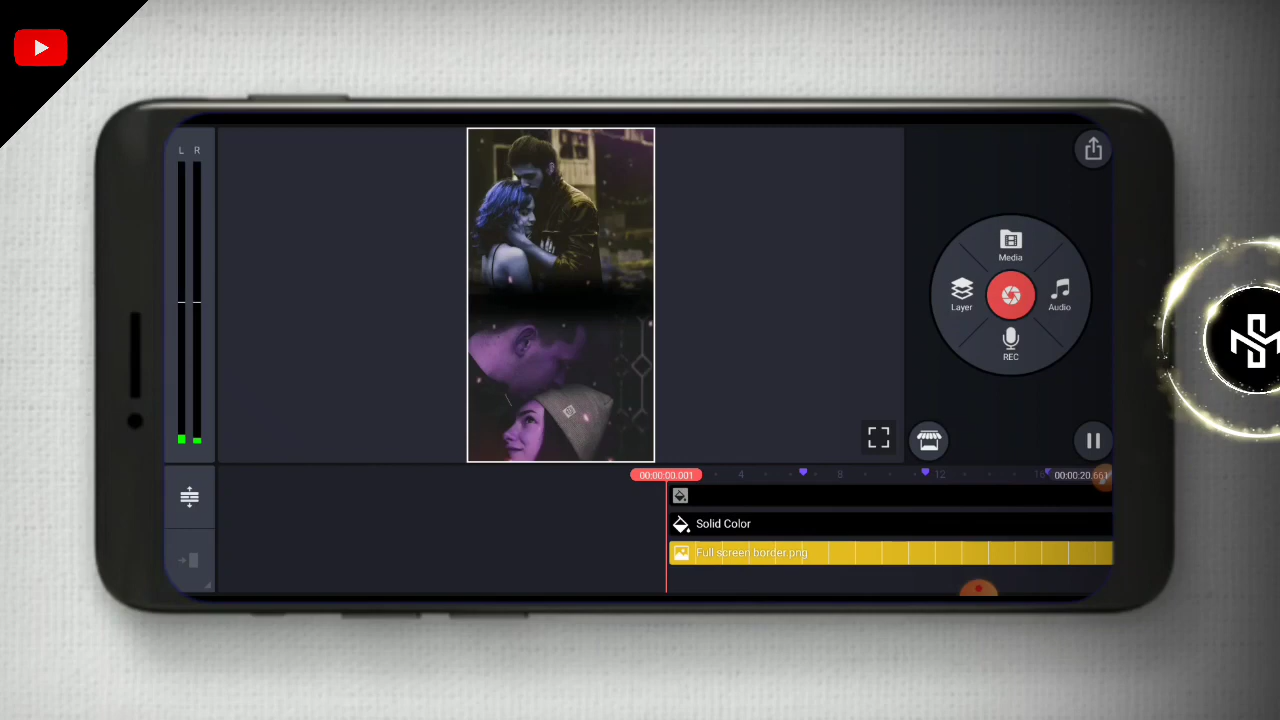 L R
Media
Layer
Audio
REC
00:00:00.001
4
8
12
16
00:00:20.661
Solid Color
Full screen border.png